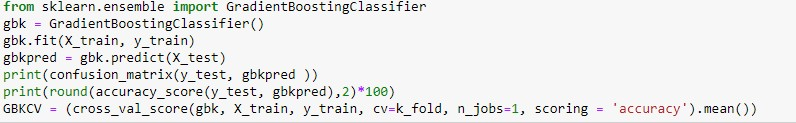 from sklearn.ensemble import GradientBoostingClassifier
gbk = GradientBoostingClassifier()
gbk.fit(X_train, y_train)
gbkpred = gbk.predict(X_test)
print(confusion_matrix(y_test, gbkpred ))
print(round(accuracy_score(y_test, gbkpred),2)*100)
GBKCV = (cross_val_score(gbk, X_train, y_train, cv=k_fold, n_jobs=1, scoring = 'accuracy').mean())